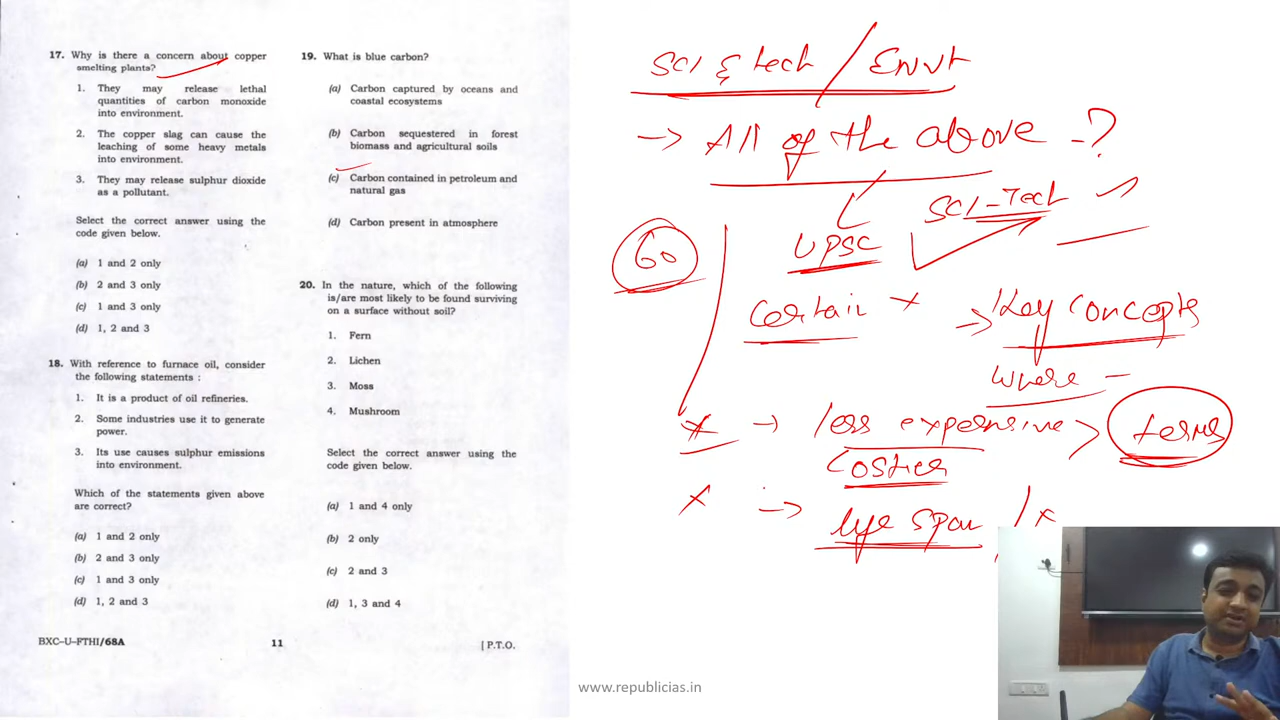 17. Why is there a concern about copper
smelting plants?
1. They may release lethal
quantities of carbon monoxide
into environment.
2. The copper slag can cause the
leaching of some heavy metals
into environment.
3. They may release sulphur dioxide
as a pollutant.
Select the correct answer using the
code given below.
(a) 1 and 2 only
(b) 2 and 3 only
(c) 1 and 3 only
(d) 1, 2 and 3
18. With reference to furnace oil, consider
the following statements :
1. It is a product of oil refineries.
2. Some industries use it to generate
power.
3. Its use causes sulphur emissions
into environment.
Which of the statements given above
are correct?
(a) 1 and 2 only
(b) 2 and 3 only
(c) 1 and 3 only
(d) 1, 2 and 3
BXC-U-FTHI/68A
11
19. What is blue carbon?
(a) Carbon captured by oceans and
coastal ecosystems
(b) Carbon sequestered in forest
biomass and agricultural soils
(c) Carbon contained in petroleum and
natural gas
(d) Carbon present in atmosphere
20. In the nature, which of the following
is/are most likely to be found surviving
on a surface without soil?
1. Fern
2. Lichen
3. Moss
4. Mushroom
Select the correct answer using the
code given below.
(a) 1 and 4 only
(b) 2 only
(c) 2 and 3
(d) 1, 3 and 4
[ P.T.O.
SCI & tech / Envt
→ All of the above -?
SCI-Tech
60
UPSC
Certain x → Key Concepts
where -
x → less expensive > terms
Costlier
x → life span / x
www.republicias.in